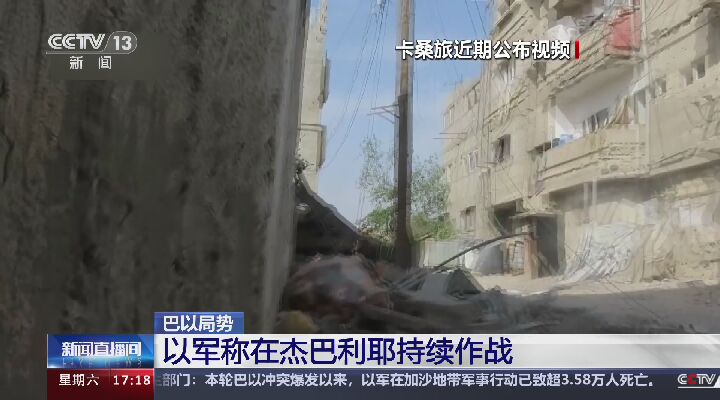 CCTV 13
新闻
卡桑旅近期公布视频
巴以局势
新闻直播间
以军称在杰巴利耶持续作战
星期六 17:18
部门：本轮巴以冲突爆发以来，以军在加沙地带军事行动已致超3.58万人死亡。
CCTV